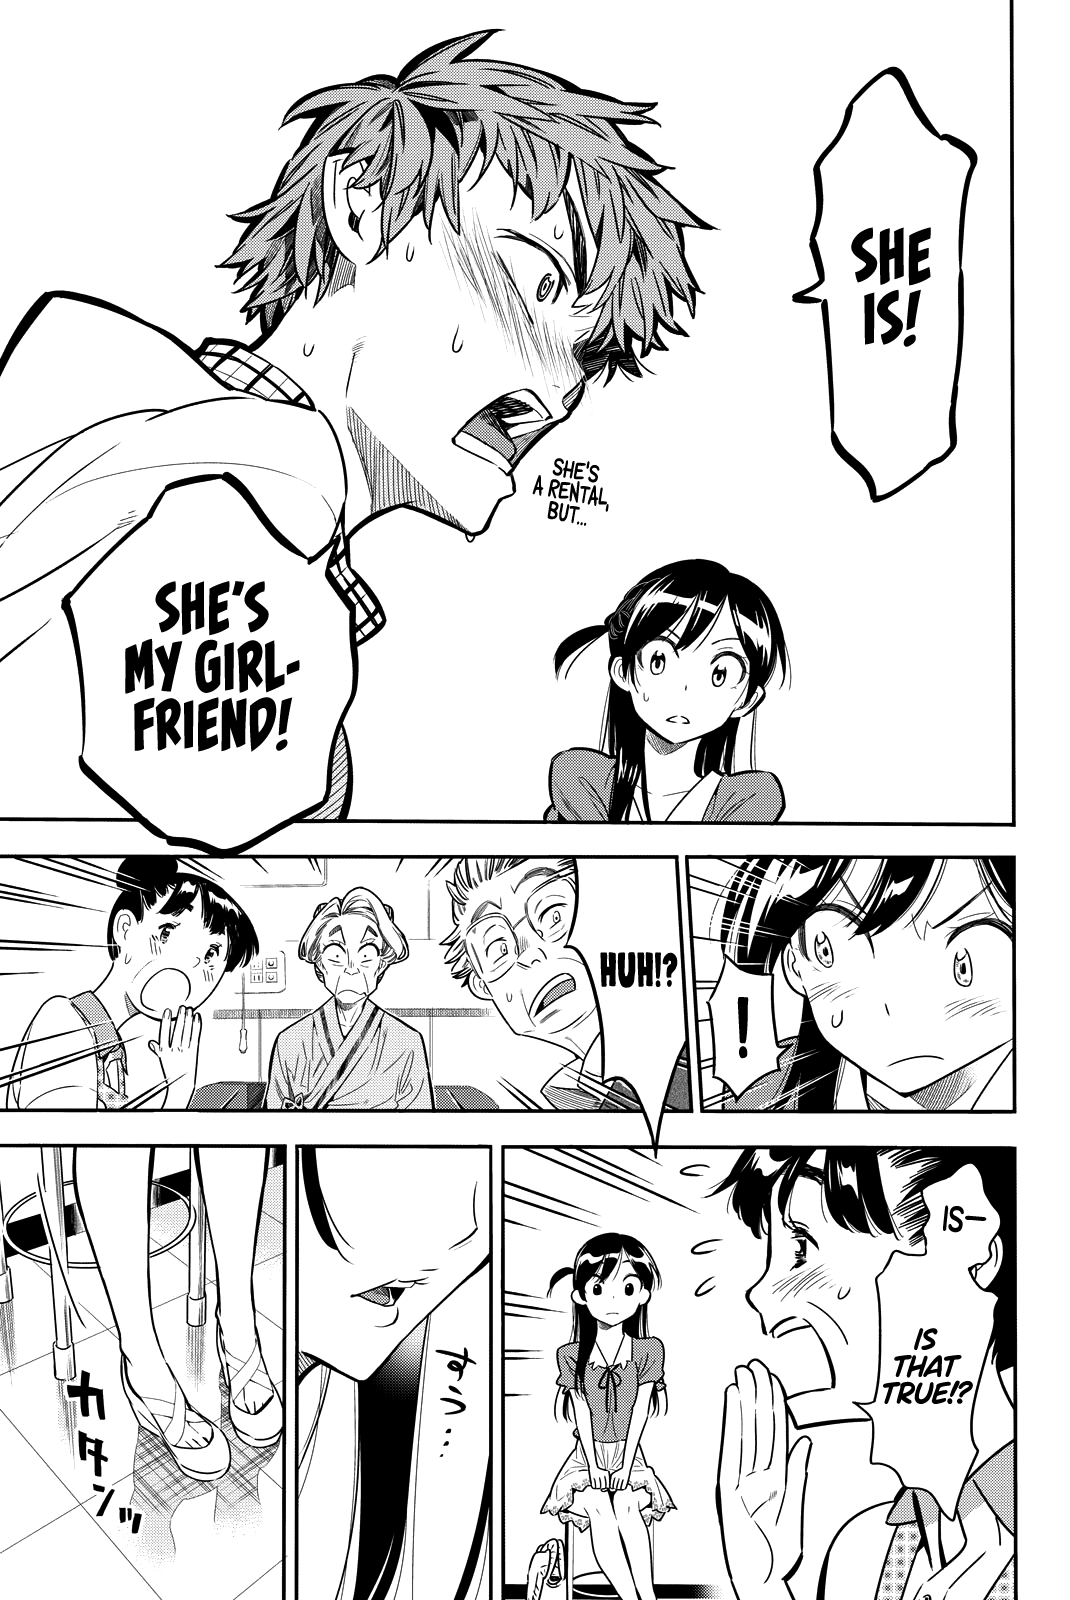 SHE
IS!
SHE'S
A RENTAL,
BUT...
SHE'S
MY GIRL-
FRIEND!
!
HUH!?
IS—
IS
THAT
TRUE!?
すぅ…
カタンッ